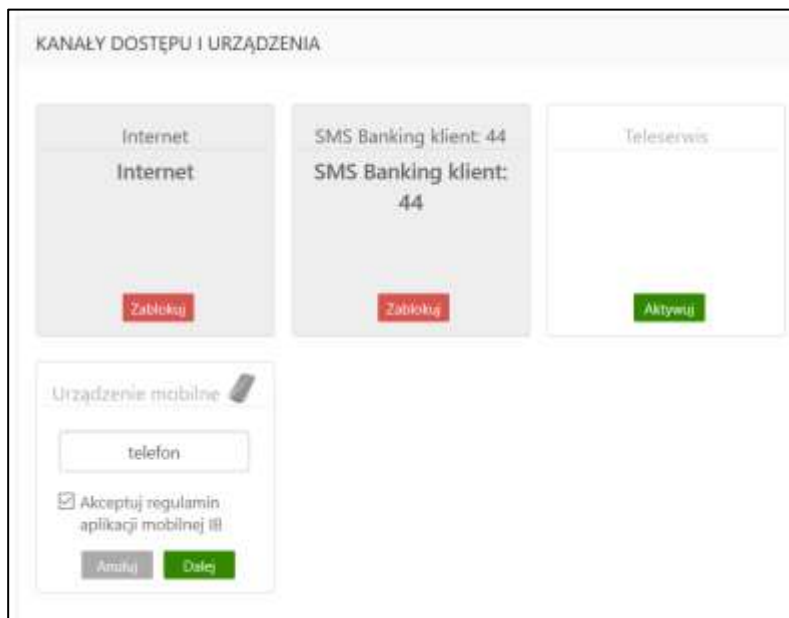 KANAŁY DOSTĘPU I URZĄDZENIA
Internet
Internet
Zablokuj
SMS Banking klient: 44
SMS Banking klient:
44
Zablokuj
Teleserwis
Aktywuj
Urządzenie mobilne
telefon
Akceptuj regulamin
aplikacji mobilnej IB
Anuluj
Dalej